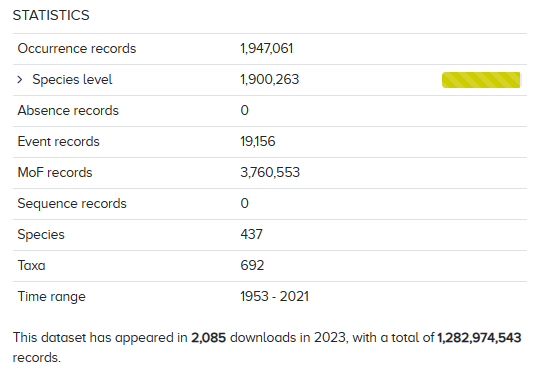 STATISTICS
Occurrence records 1,947,061
> Species level 1,900,263
Absence records 0
Event records 19,156
MoF records 3,760,553
Sequence records 0
Species 437
Taxa 692
Time range 1953 - 2021
This dataset has appeared in 2,085 downloads in 2023, with a total of 1,282,974,543
records.